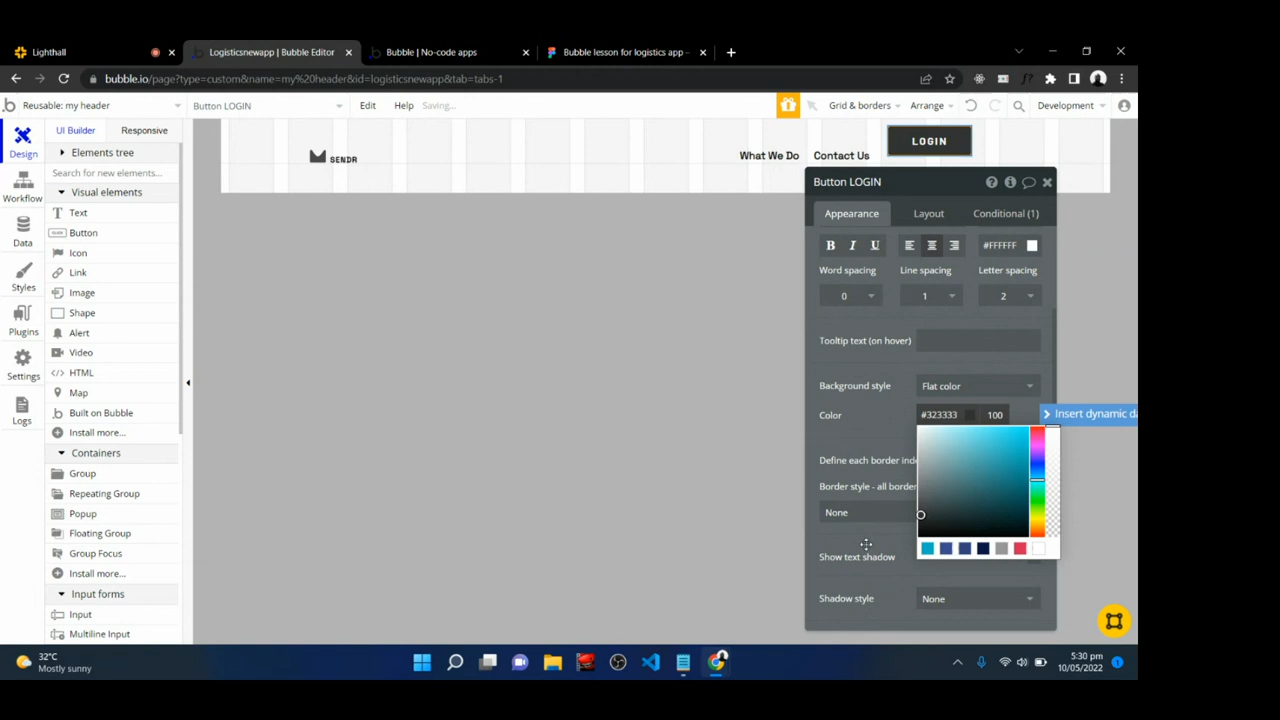 Lighthall
Logisticsnewapp | Bubble Editor
Bubble | No-code apps
Bubble lesson for logistics app -
bubble.io/page?type=custom&name=my%20header&id=logisticsnewapp&tab=tabs-1
Reusable: my header
Button LOGIN
Edit
Help
Saving...
Grid & borders
Arrange
Development
Design
Workflow
Data
Styles
Plugins
Settings
Logs
UI Builder
Responsive
Elements tree
Search for new elements...
Visual elements
Text
Button
Icon
Link
Image
Shape
Alert
Video
</> HTML
Map
Built on Bubble
Install more...
Containers
Group
Repeating Group
Popup
Floating Group
Group Focus
Install more...
Input forms
Input
Multiline Input
SENDR
What We Do
Contact Us
LOGIN
Button LOGIN
Appearance
Layout
Conditional (1)
B I U
#FFFFFF
Word spacing
Line spacing
Letter spacing
0
1
2
Tooltip text (on hover)
Background style
Flat color
Color
#323333
100
Insert dynamic da
Define each border inde
Border style - all border
None
Show text shadow
Shadow style
None
32°C
Mostly sunny
5:30 pm
10/05/2022
1